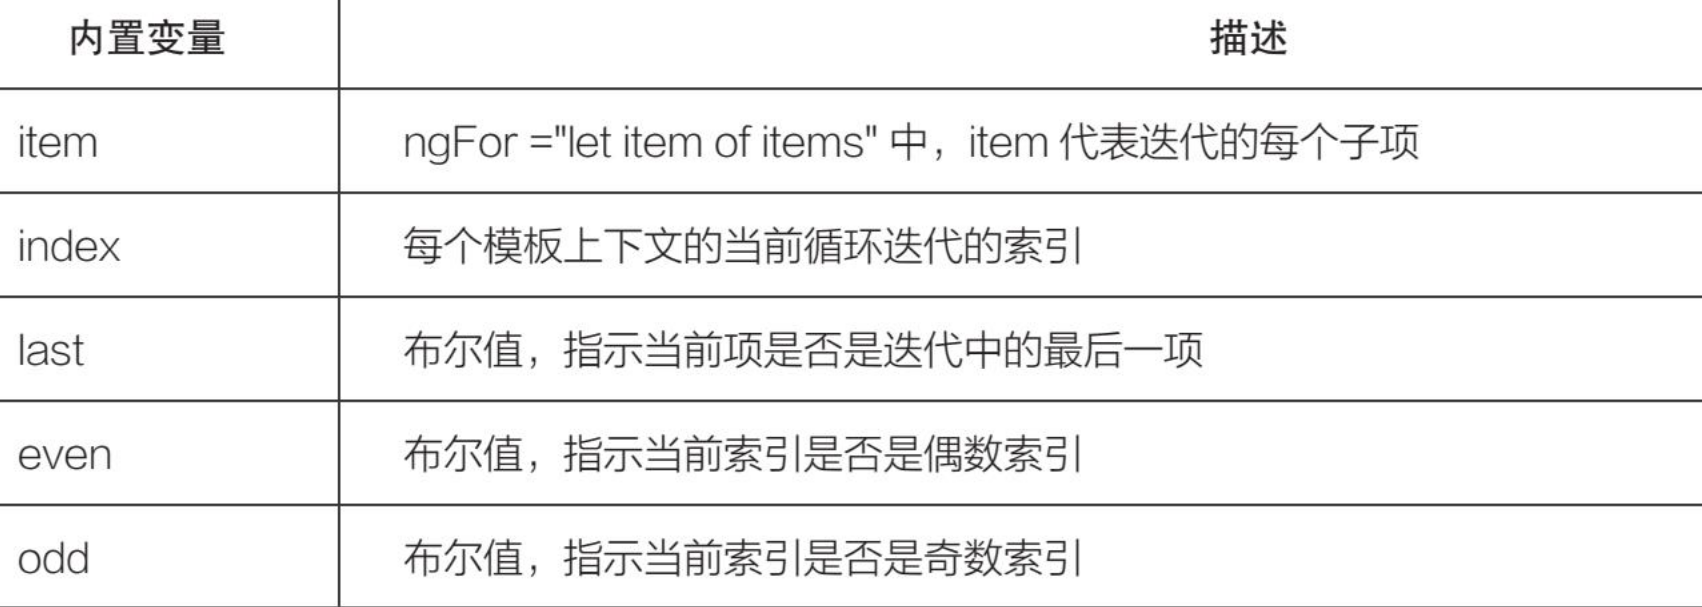 内置变量 描述
item ngFor ="let item of items" 中，item 代表迭代的每个子项
index 每个模板上下文的当前循环迭代的索引
last 布尔值，指示当前项是否是迭代中的最后一项
even 布尔值，指示当前索引是否是偶数索引
odd 布尔值，指示当前索引是否是奇数索引